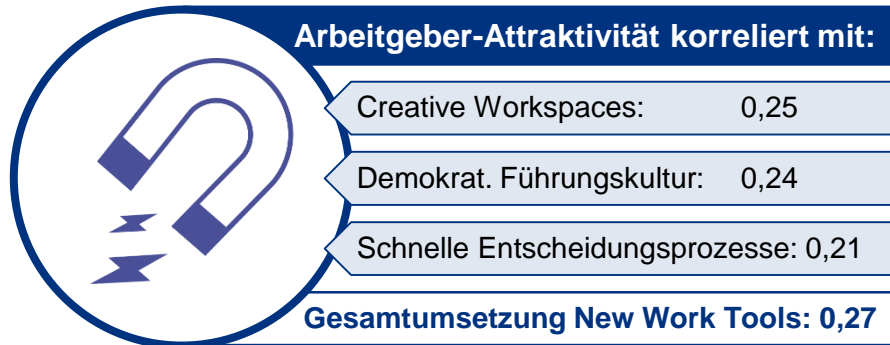 Arbeitgeber-Attraktivität korreliert mit:
Creative Workspaces: 0,25
Demokrat. Führungskultur: 0,24
Schnelle Entscheidungsprozesse: 0,21
Gesamtumsetzung New Work Tools: 0,27